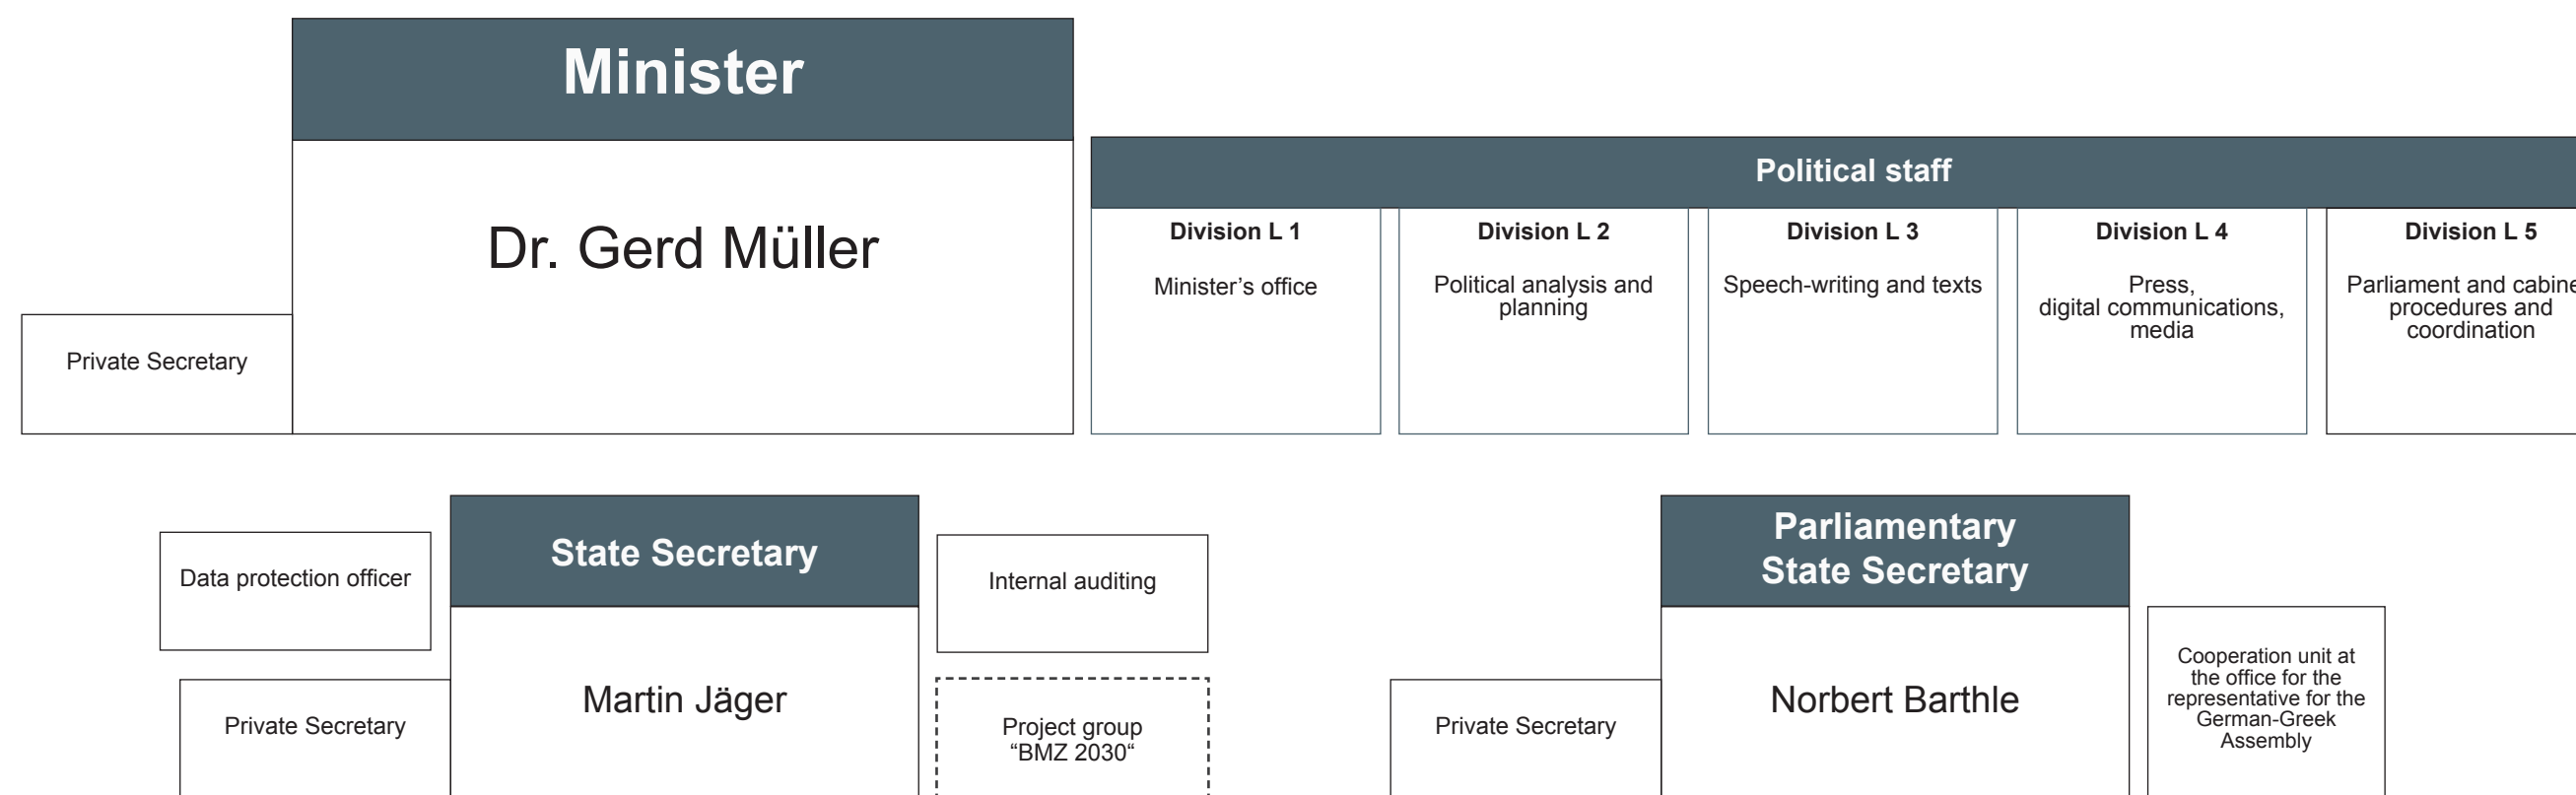 Minister
Dr. Gerd Müller
Private Secretary
Political staff
Division L 1
Minister’s office
Division L 2
Political analysis and
planning
Division L 3
Speech-writing and texts
Division L 4
Press,
digital communications,
media
Division L 5
Parliament and cabine
procedures and
coordination
Data protection officer
Private Secretary
State Secretary
Martin Jäger
Internal auditing
Project group
“BMZ 2030“
Private Secretary
Parliamentary
State Secretary
Norbert Barthle
Cooperation unit at
the office for the
representative for the
German-Greek
Assembly